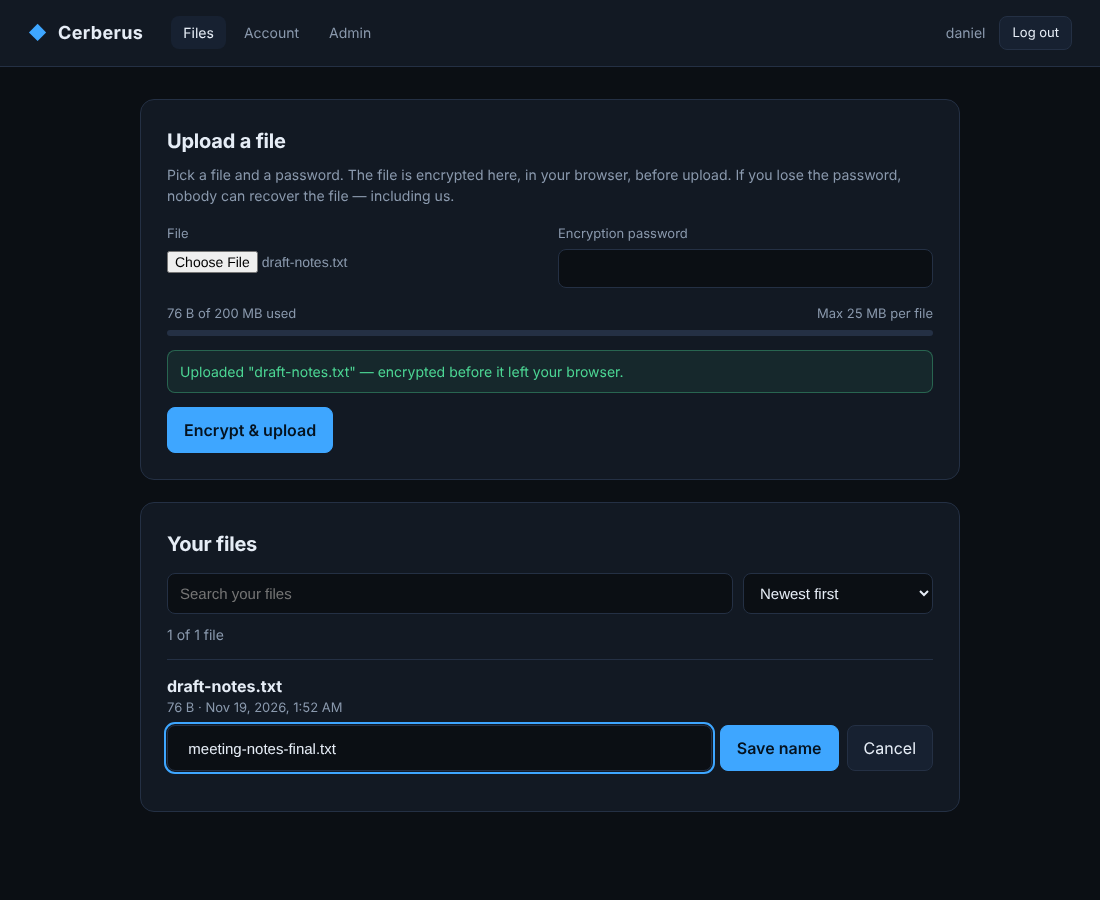 Cerberus Files Account Admin daniel Log out
Upload a file
Pick a file and a password. The file is encrypted here, in your browser, before upload. If you lose the password,
nobody can recover the file — including us.
File Encryption password
Choose File draft-notes.txt
76 B of 200 MB used Max 25 MB per file
Uploaded "draft-notes.txt" — encrypted before it left your browser.
Encrypt & upload
Your files
Search your files Newest first
1 of 1 file
draft-notes.txt
76 B · Nov 19, 2026, 1:52 AM
meeting-notes-final.txt Save name Cancel